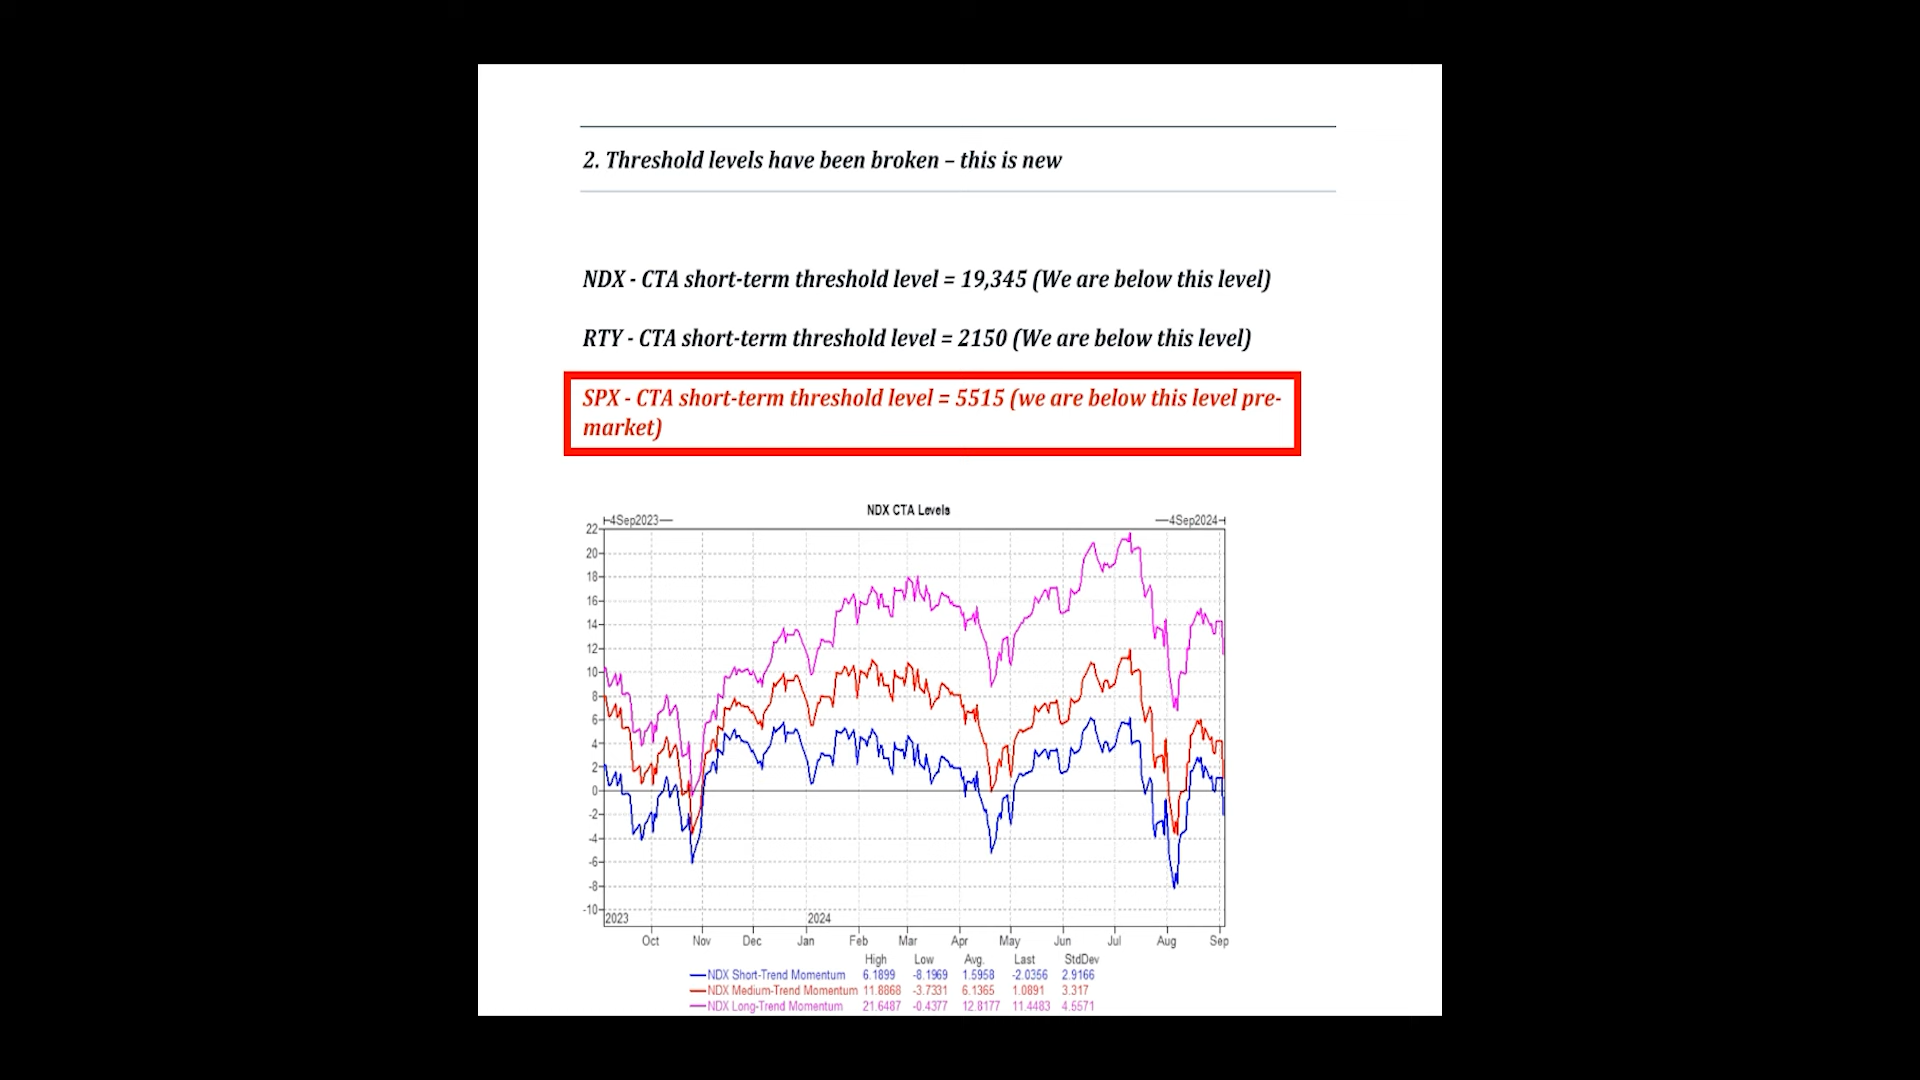 2. Threshold levels have been broken – this is new
NDX - CTA short-term threshold level = 19,345 (We are below this level)
RTY - CTA short-term threshold level = 2150 (We are below this level)
SPX - CTA short-term threshold level = 5515 (we are below this level pre-
market)
NDX CTA Levels
4Sep2023 4Sep2024
22
20
18
16
14
12
10
8
6
4
2
0
-2
-4
-6
-8
-10
2023 2024
Oct Nov Dec Jan Feb Mar Apr May Jun Jul Aug Sep
High Low Avg. Last StdDev
NDX Short-Trend Momentum 6.1899 -8.1969 1.5958 -2.0356 2.9166
NDX Medium-Trend Momentum 11.8868 -3.7331 6.1365 1.0891 3.317
NDX Long-Trend Momentum 21.6487 -0.4377 12.8177 11.4483 4.5571